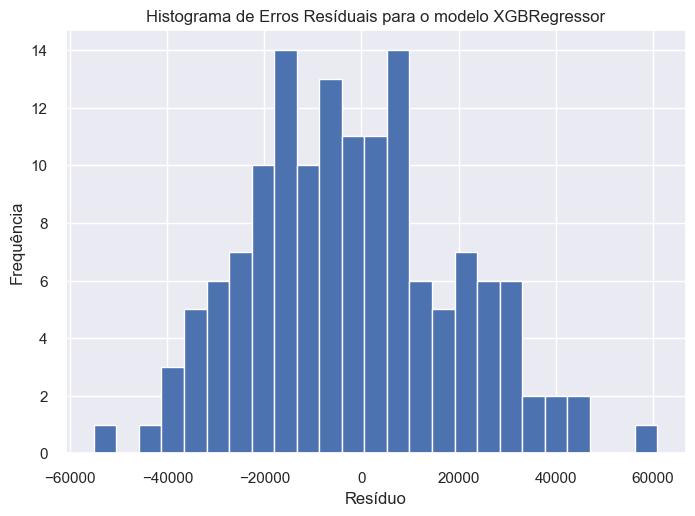 Histograma de Erros Resíduais para o modelo XGBRegressor
14
12
10
8
6
4
2
0
Frequência
−60000 −40000 −20000 0 20000 40000 60000
Resíduo